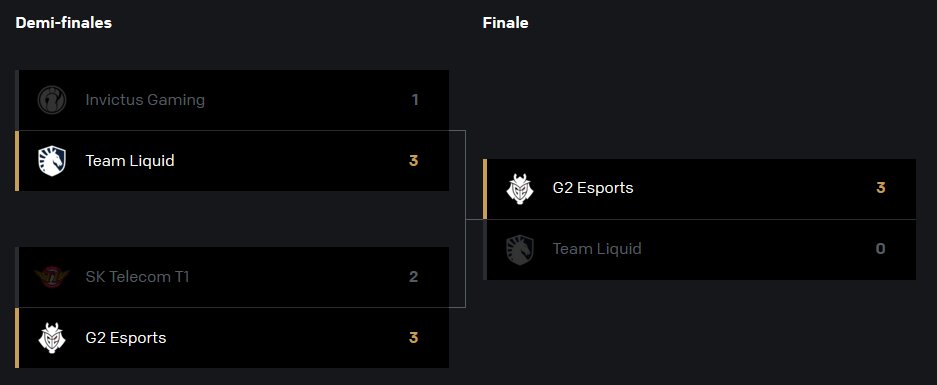 Demi-finales
Invictus Gaming 1
Team Liquid 3
SK Telecom T1 2
G2 Esports 3
Finale
G2 Esports 3
Team Liquid 0